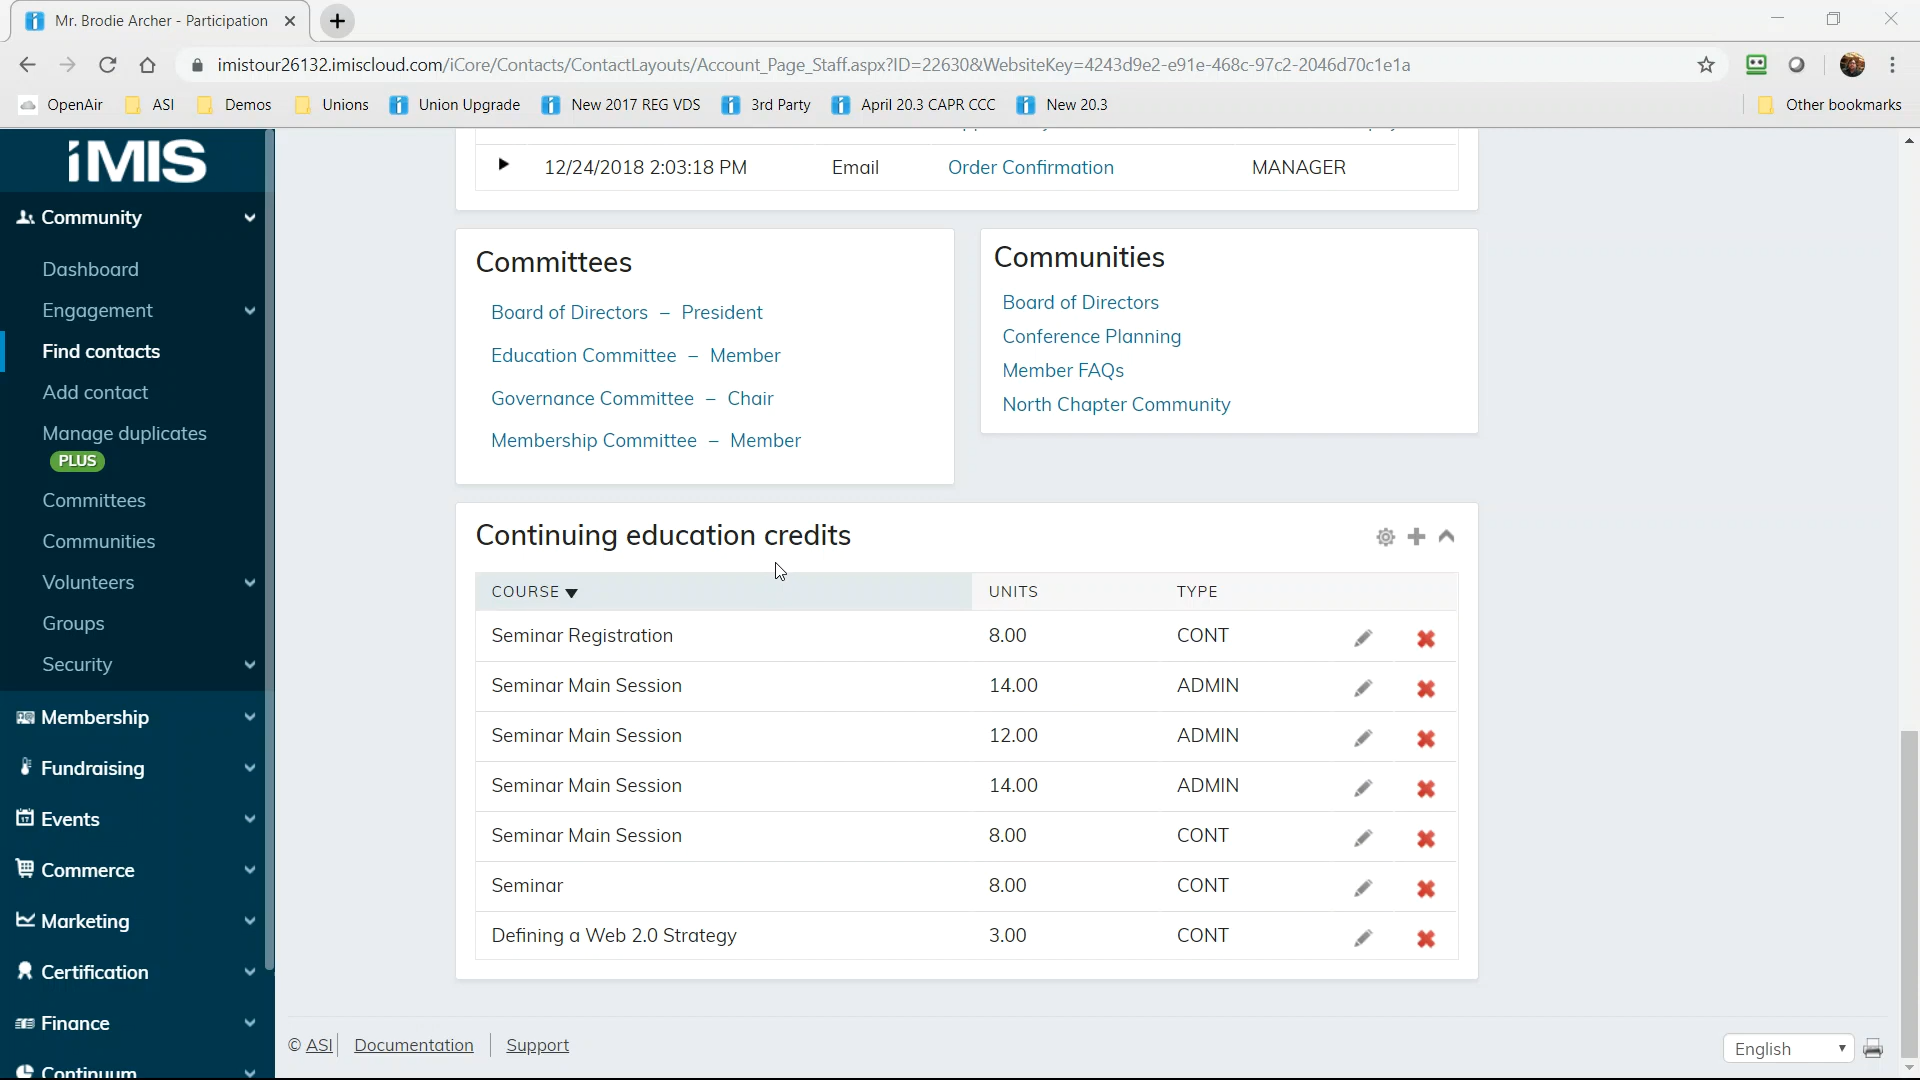 Mr. Brodie Archer - Participation
imistour26132.imiscloud.com/iCore/Contacts/ContactLayouts/Account_Page_Staff.aspx?ID=22630&WebsiteKey=4243d9e2-e91e-468c-97c2-2046d70c1e1a
OpenAir ASI Demos Unions Union Upgrade New 2017 REG VDS 3rd Party April 20.3 CAPR CCC New 20.3 Other bookmarks
iMIS
Community
Dashboard
Engagement
Find contacts
Add contact
Manage duplicates
PLUS
Committees
Communities
Volunteers
Groups
Security
Membership
Fundraising
Events
Commerce
Marketing
Certification
Finance
Continuum
12/24/2018 2:03:18 PM Email Order Confirmation MANAGER
Committees
Board of Directors – President
Education Committee – Member
Governance Committee – Chair
Membership Committee – Member
Communities
Board of Directors
Conference Planning
Member FAQs
North Chapter Community
Continuing education credits
COURSE UNITS TYPE
Seminar Registration 8.00 CONT
Seminar Main Session 14.00 ADMIN
Seminar Main Session 12.00 ADMIN
Seminar Main Session 14.00 ADMIN
Seminar Main Session 8.00 CONT
Seminar 8.00 CONT
Defining a Web 2.0 Strategy 3.00 CONT
© ASI Documentation Support
English